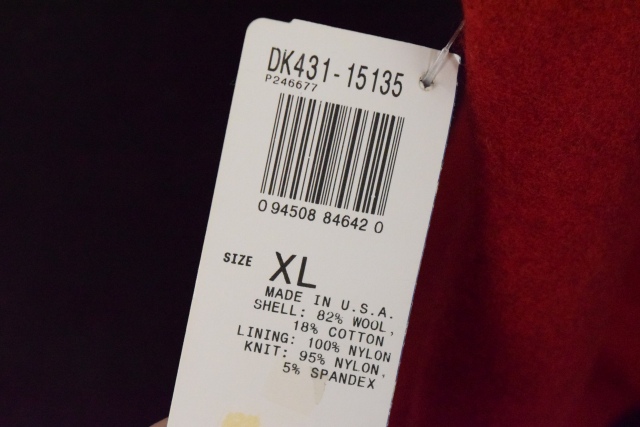 DK431-15135
P246677
0 94508 84642 0
SIZE XL
MADE IN U.S.A.
SHELL: 82% WOOL,
18% COTTON
LINING: 100% NYLON
KNIT: 95% NYLON,
5% SPANDEX